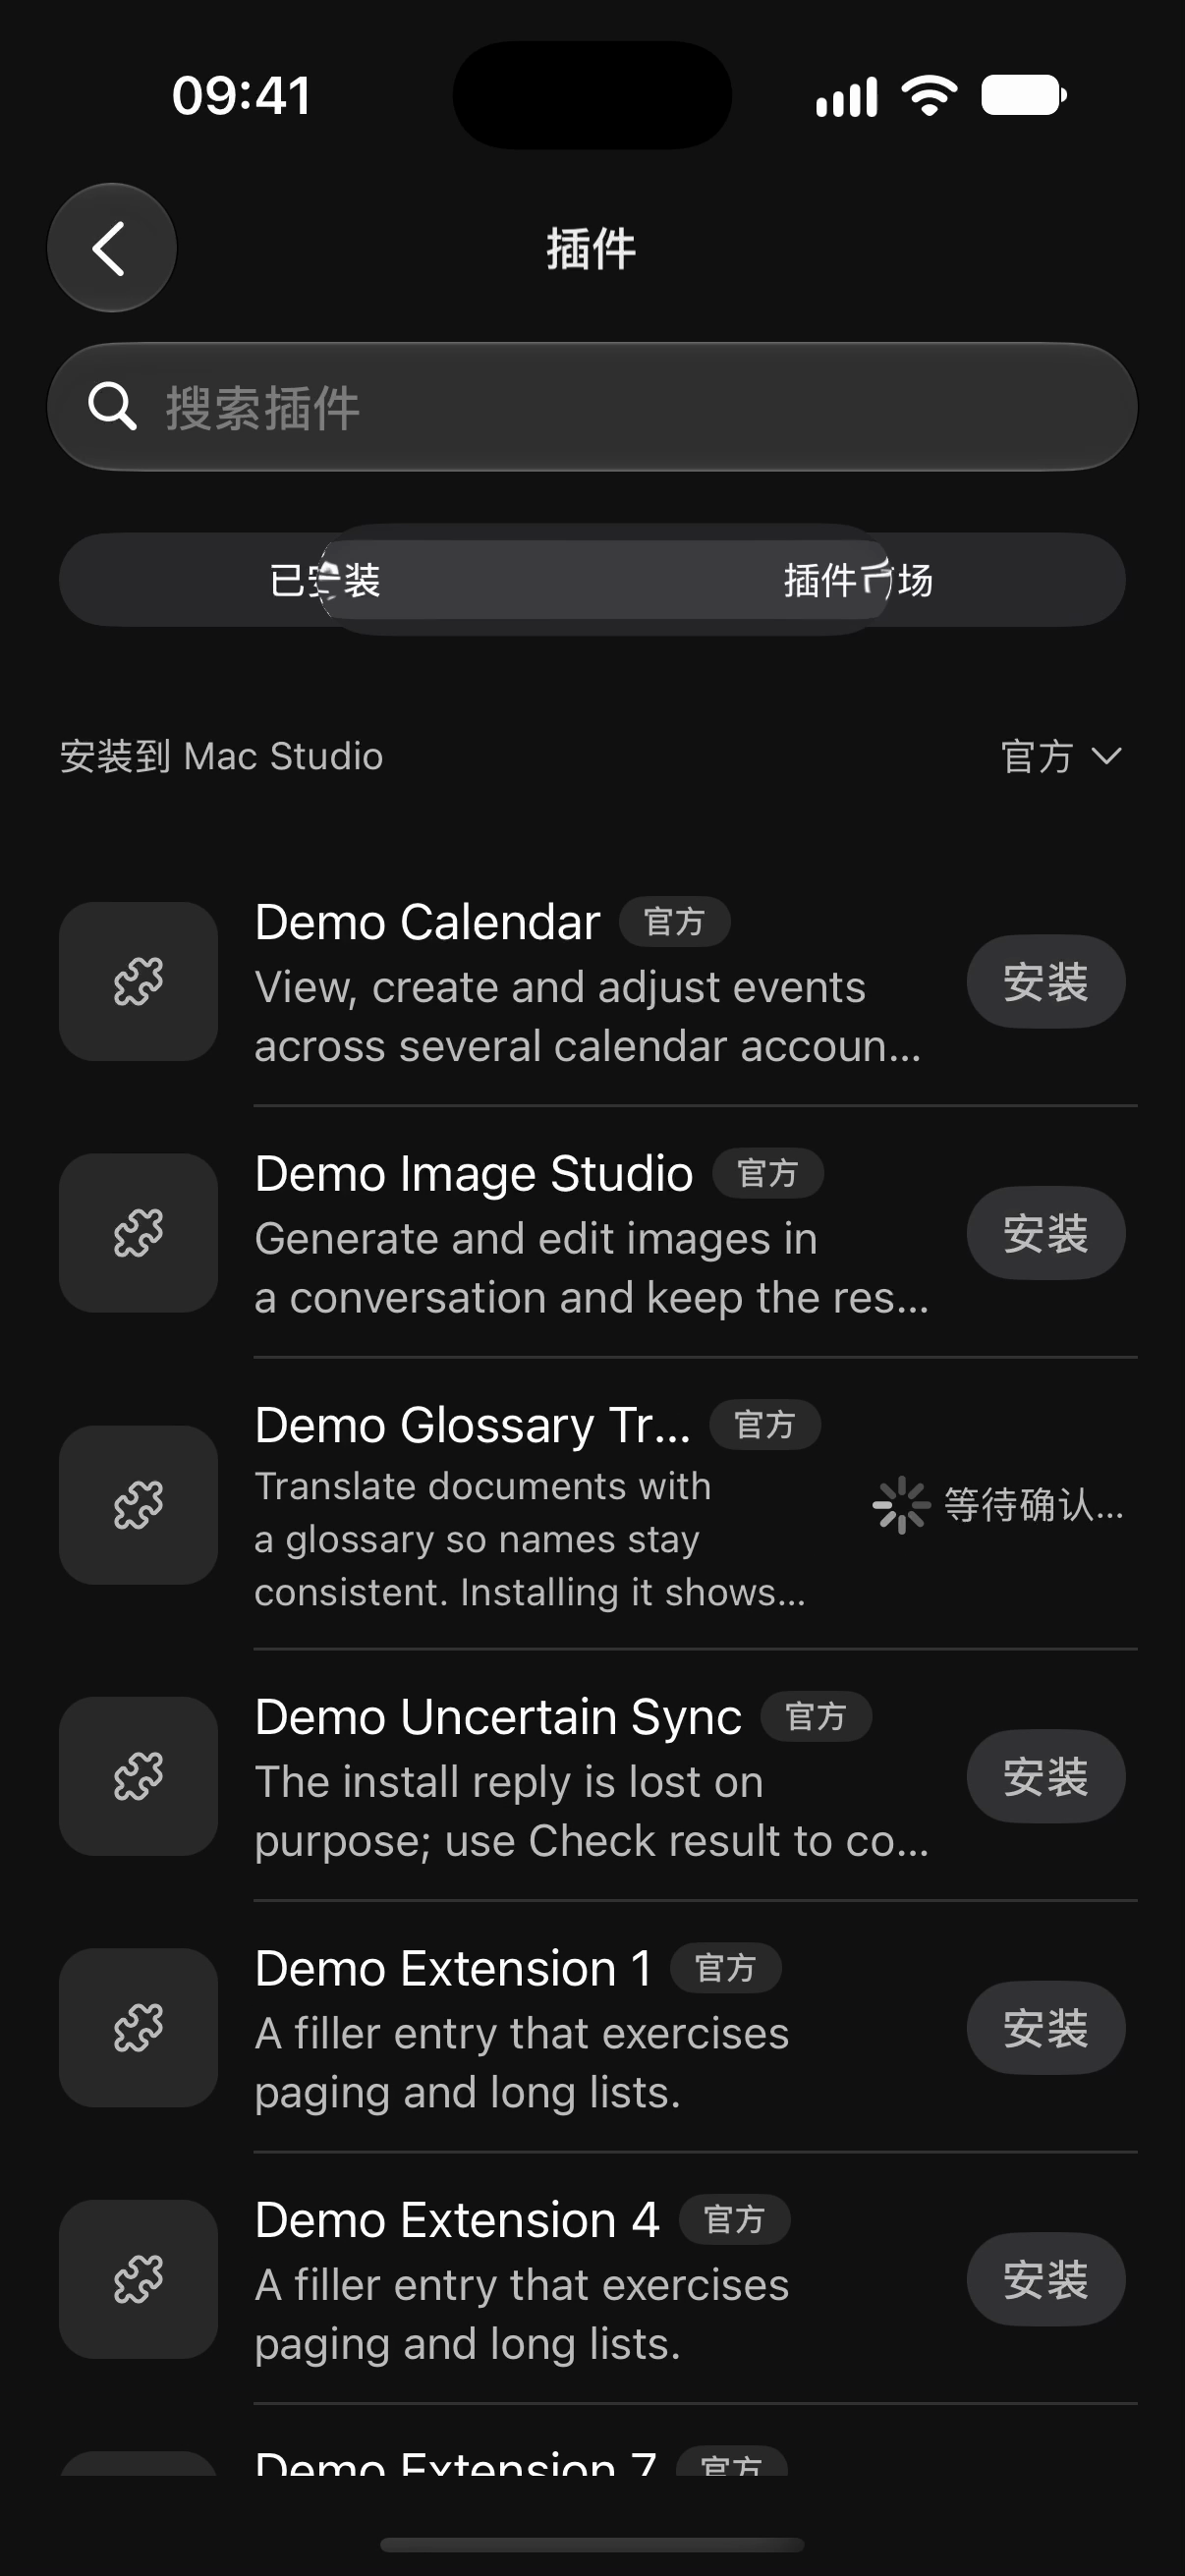 09:41
插件
搜索插件
已安装
插件市场
安装到 Mac Studio
官方
Demo Calendar 官方
View, create and adjust events
across several calendar accoun...
安装
Demo Image Studio 官方
Generate and edit images in
a conversation and keep the res...
安装
Demo Glossary Tr... 官方
Translate documents with
a glossary so names stay
consistent. Installing it shows...
等待确认...
Demo Uncertain Sync 官方
The install reply is lost on
purpose; use Check result to co...
安装
Demo Extension 1 官方
A filler entry that exercises
paging and long lists.
安装
Demo Extension 4 官方
A filler entry that exercises
paging and long lists.
安装
Demo Extension 7 官方